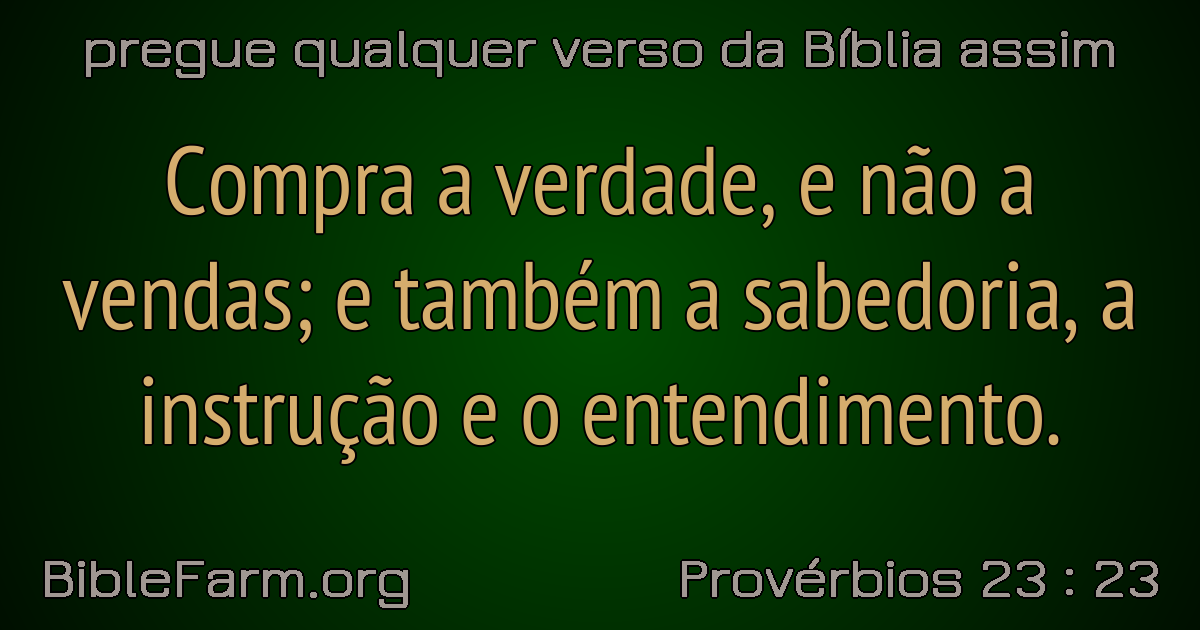 pregue qualquer verso da Bíblia assim
Compra a verdade, e não a
vendas; e também a sabedoria, a
instrução e o entendimento.
BibleFarm.org
Provérbios 23 : 23